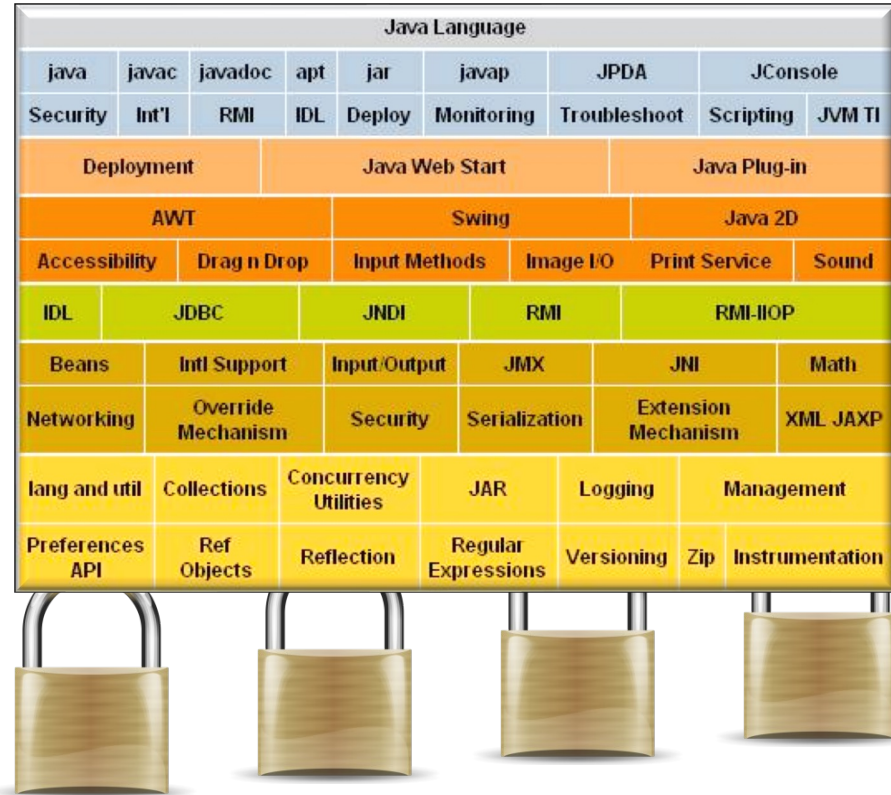 Java Language
java javac javadoc apt jar javap JPDA JConsole
Security Int'l RMI IDL Deploy Monitoring Troubleshoot Scripting JVM TI
Deployment Java Web Start Java Plug-in
AWT Swing Java 2D
Accessibility Drag n Drop Input Methods Image I/O Print Service Sound
IDL JDBC JNDI RMI RMI-IIOP
Beans Intl Support Input/Output JMX JNI Math
Networking Override Mechanism Security Serialization Extension Mechanism XML JAXP
lang and util Collections Concurrency Utilities JAR Logging Management
Preferences API Ref Objects Reflection Regular Expressions Versioning Zip Instrumentation